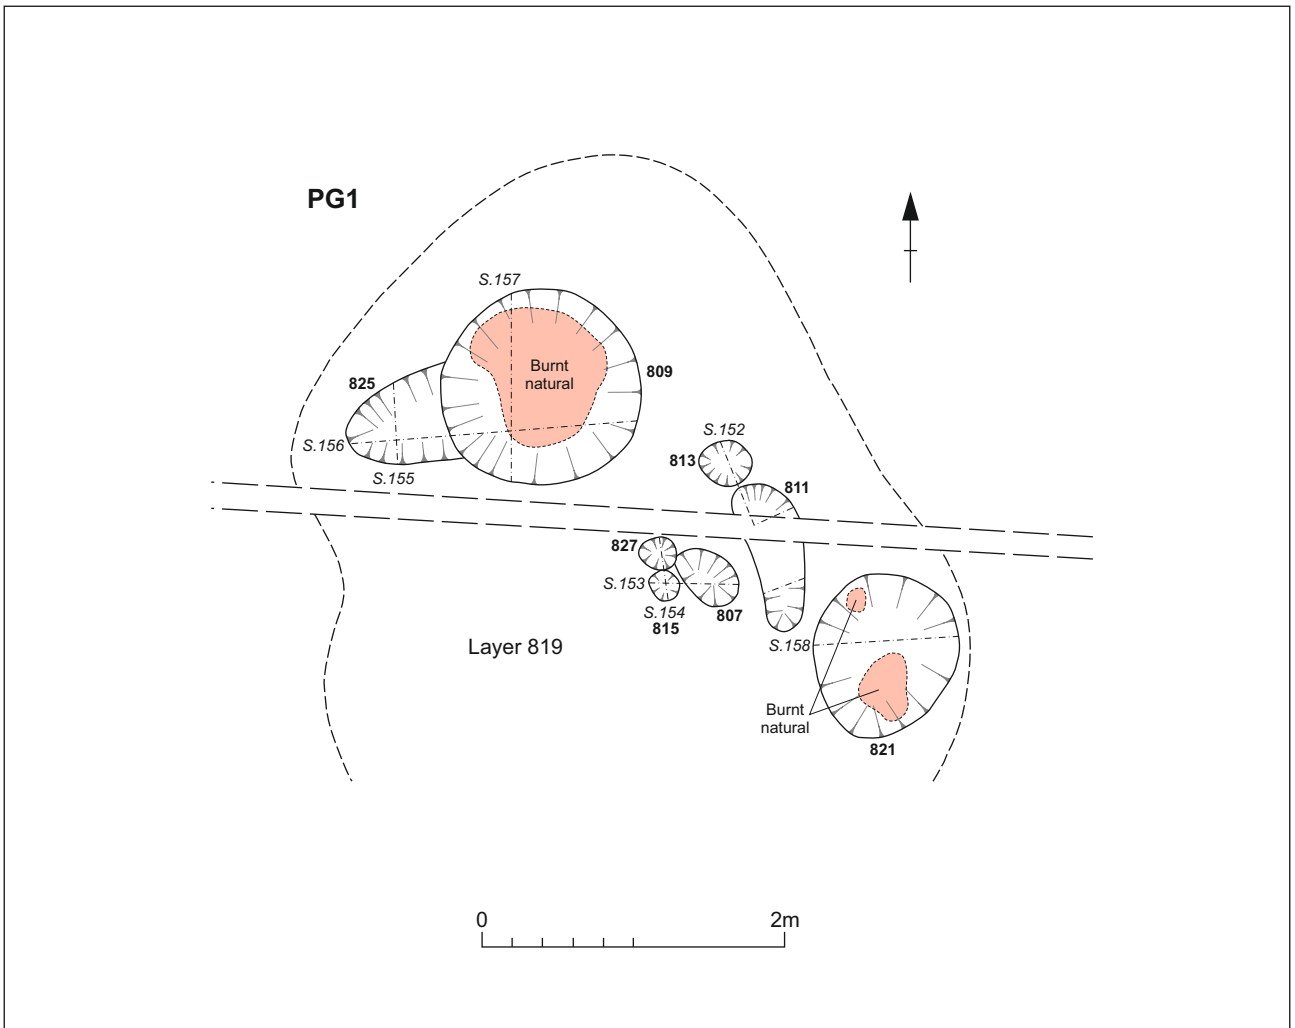 PG1
S.157
825
Burnt
natural
809
S.156
S.155
S.152
813
811
827
S.153
S.154
815
807
Layer 819
S.158
Burnt
natural
821
0
2m